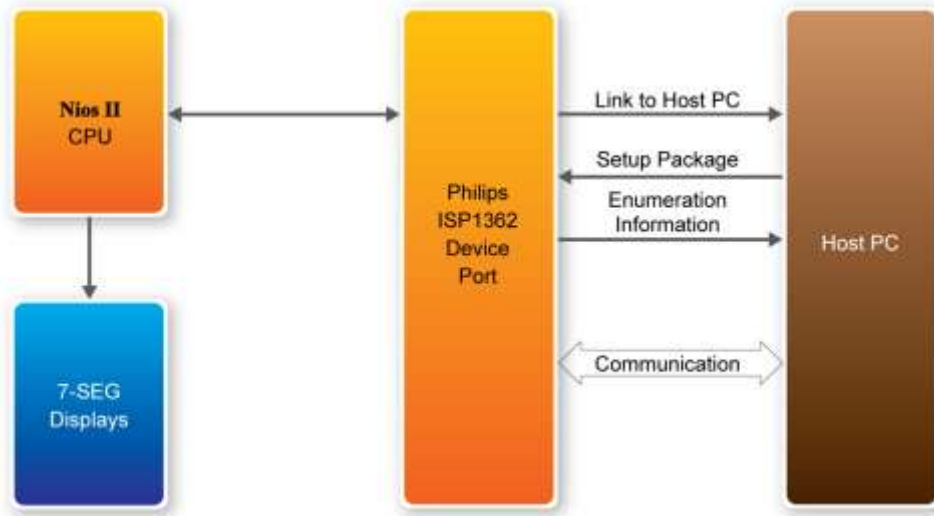 Nios II
CPU
7-SEG
Displays
Philips
ISP1362
Device
Port
Link to Host PC
Setup Package
Enumeration
Information
Communication
Host PC